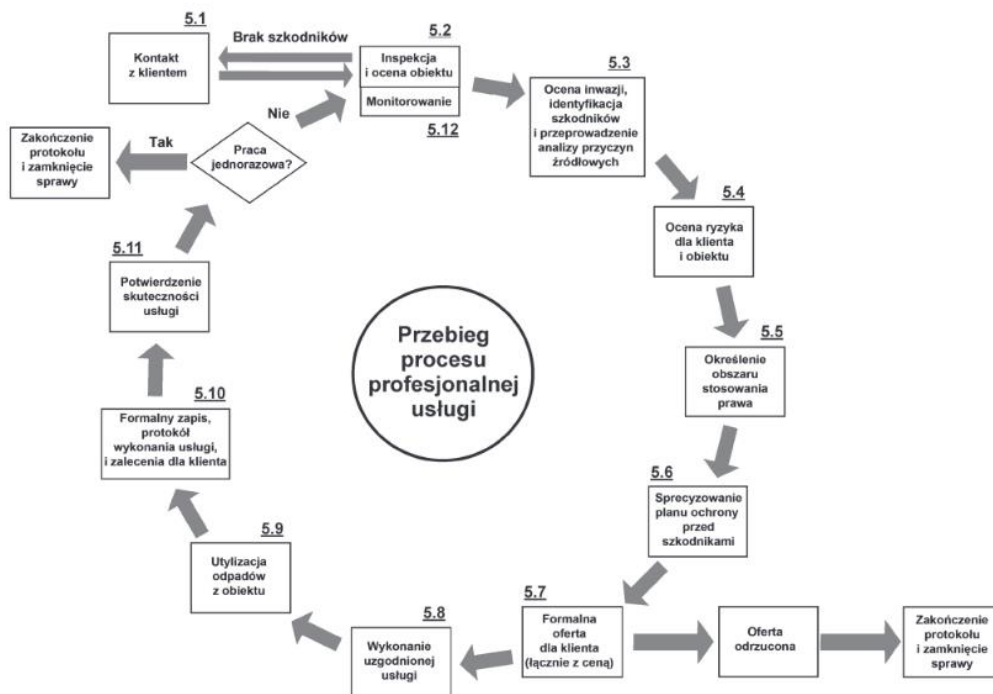 5.1
Kontakt
z klientem
Brak szkodników
5.2
Inspekcja
i ocena obiektu
Monitorowanie
5.12
5.3
Ocena inwazji,
identyfikacja
szkodników
i przeprowadzenie
analizy przyczyn
źródłowych
5.4
Ocena ryzyka
dla klienta
i obiektu
5.5
Określenie
obszaru
stosowania
prawa
5.6
Sprecyzowanie
planu ochrony
przed
szkodnikami
5.7
Formalna
oferta
dla klienta
(łącznie z ceną)
Oferta
odrzucona
Zakończenie
protokołu
i zamknięcie
sprawy
5.8
Wykonanie
uzgodnionej
usługi
5.9
Utylizacja
odpadów
z obiektu
5.10
Formalny zapis,
protokół
wykonania usługi,
i zalecenia dla klienta
5.11
Potwierdzenie
skuteczności
usługi
Praca
jednorazowa?
Nie
Tak
Zakończenie
protokołu
i zamknięcie
sprawy
Przebieg
procesu
profesjonalnej
usługi